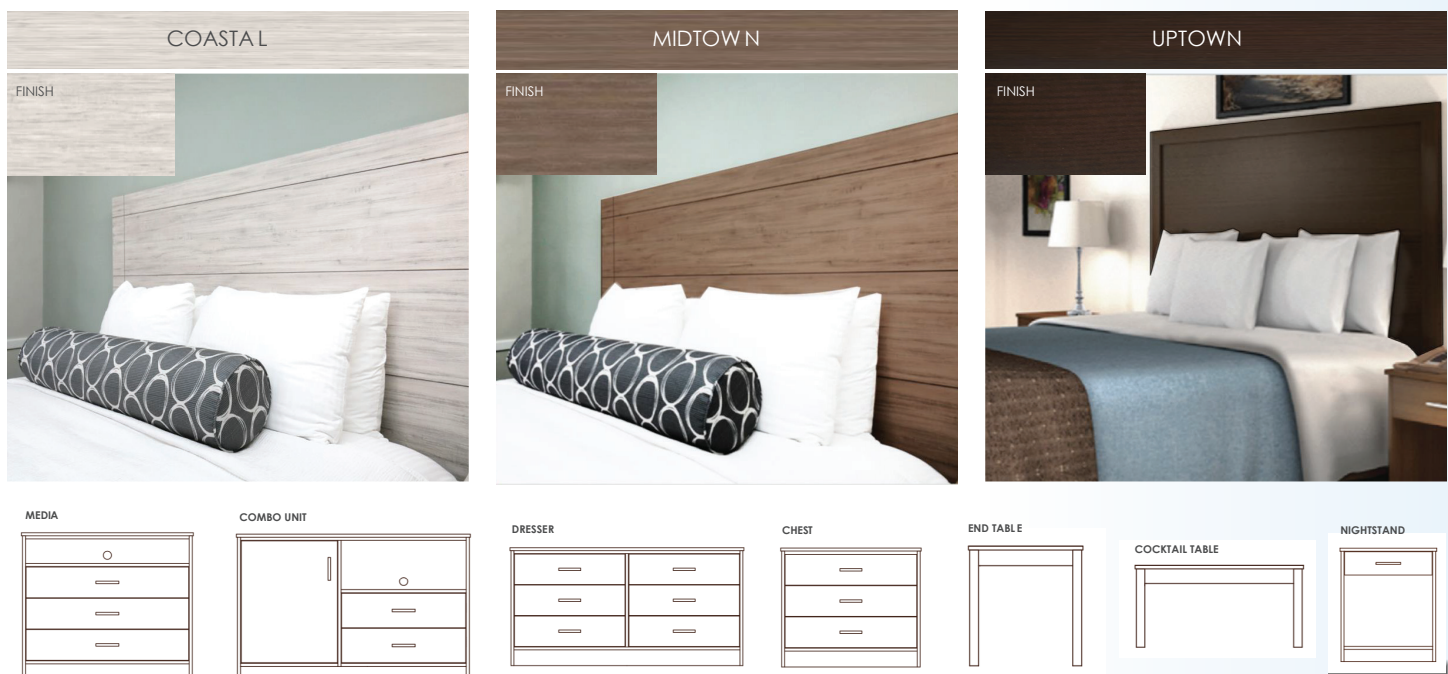 COASTAL
MIDTOWN
UPTOWN
FINISH
FINISH
FINISH
MEDIA
COMBO UNIT
DRESSER
CHEST
END TABLE
COCKTAIL TABLE
NIGHTSTAND